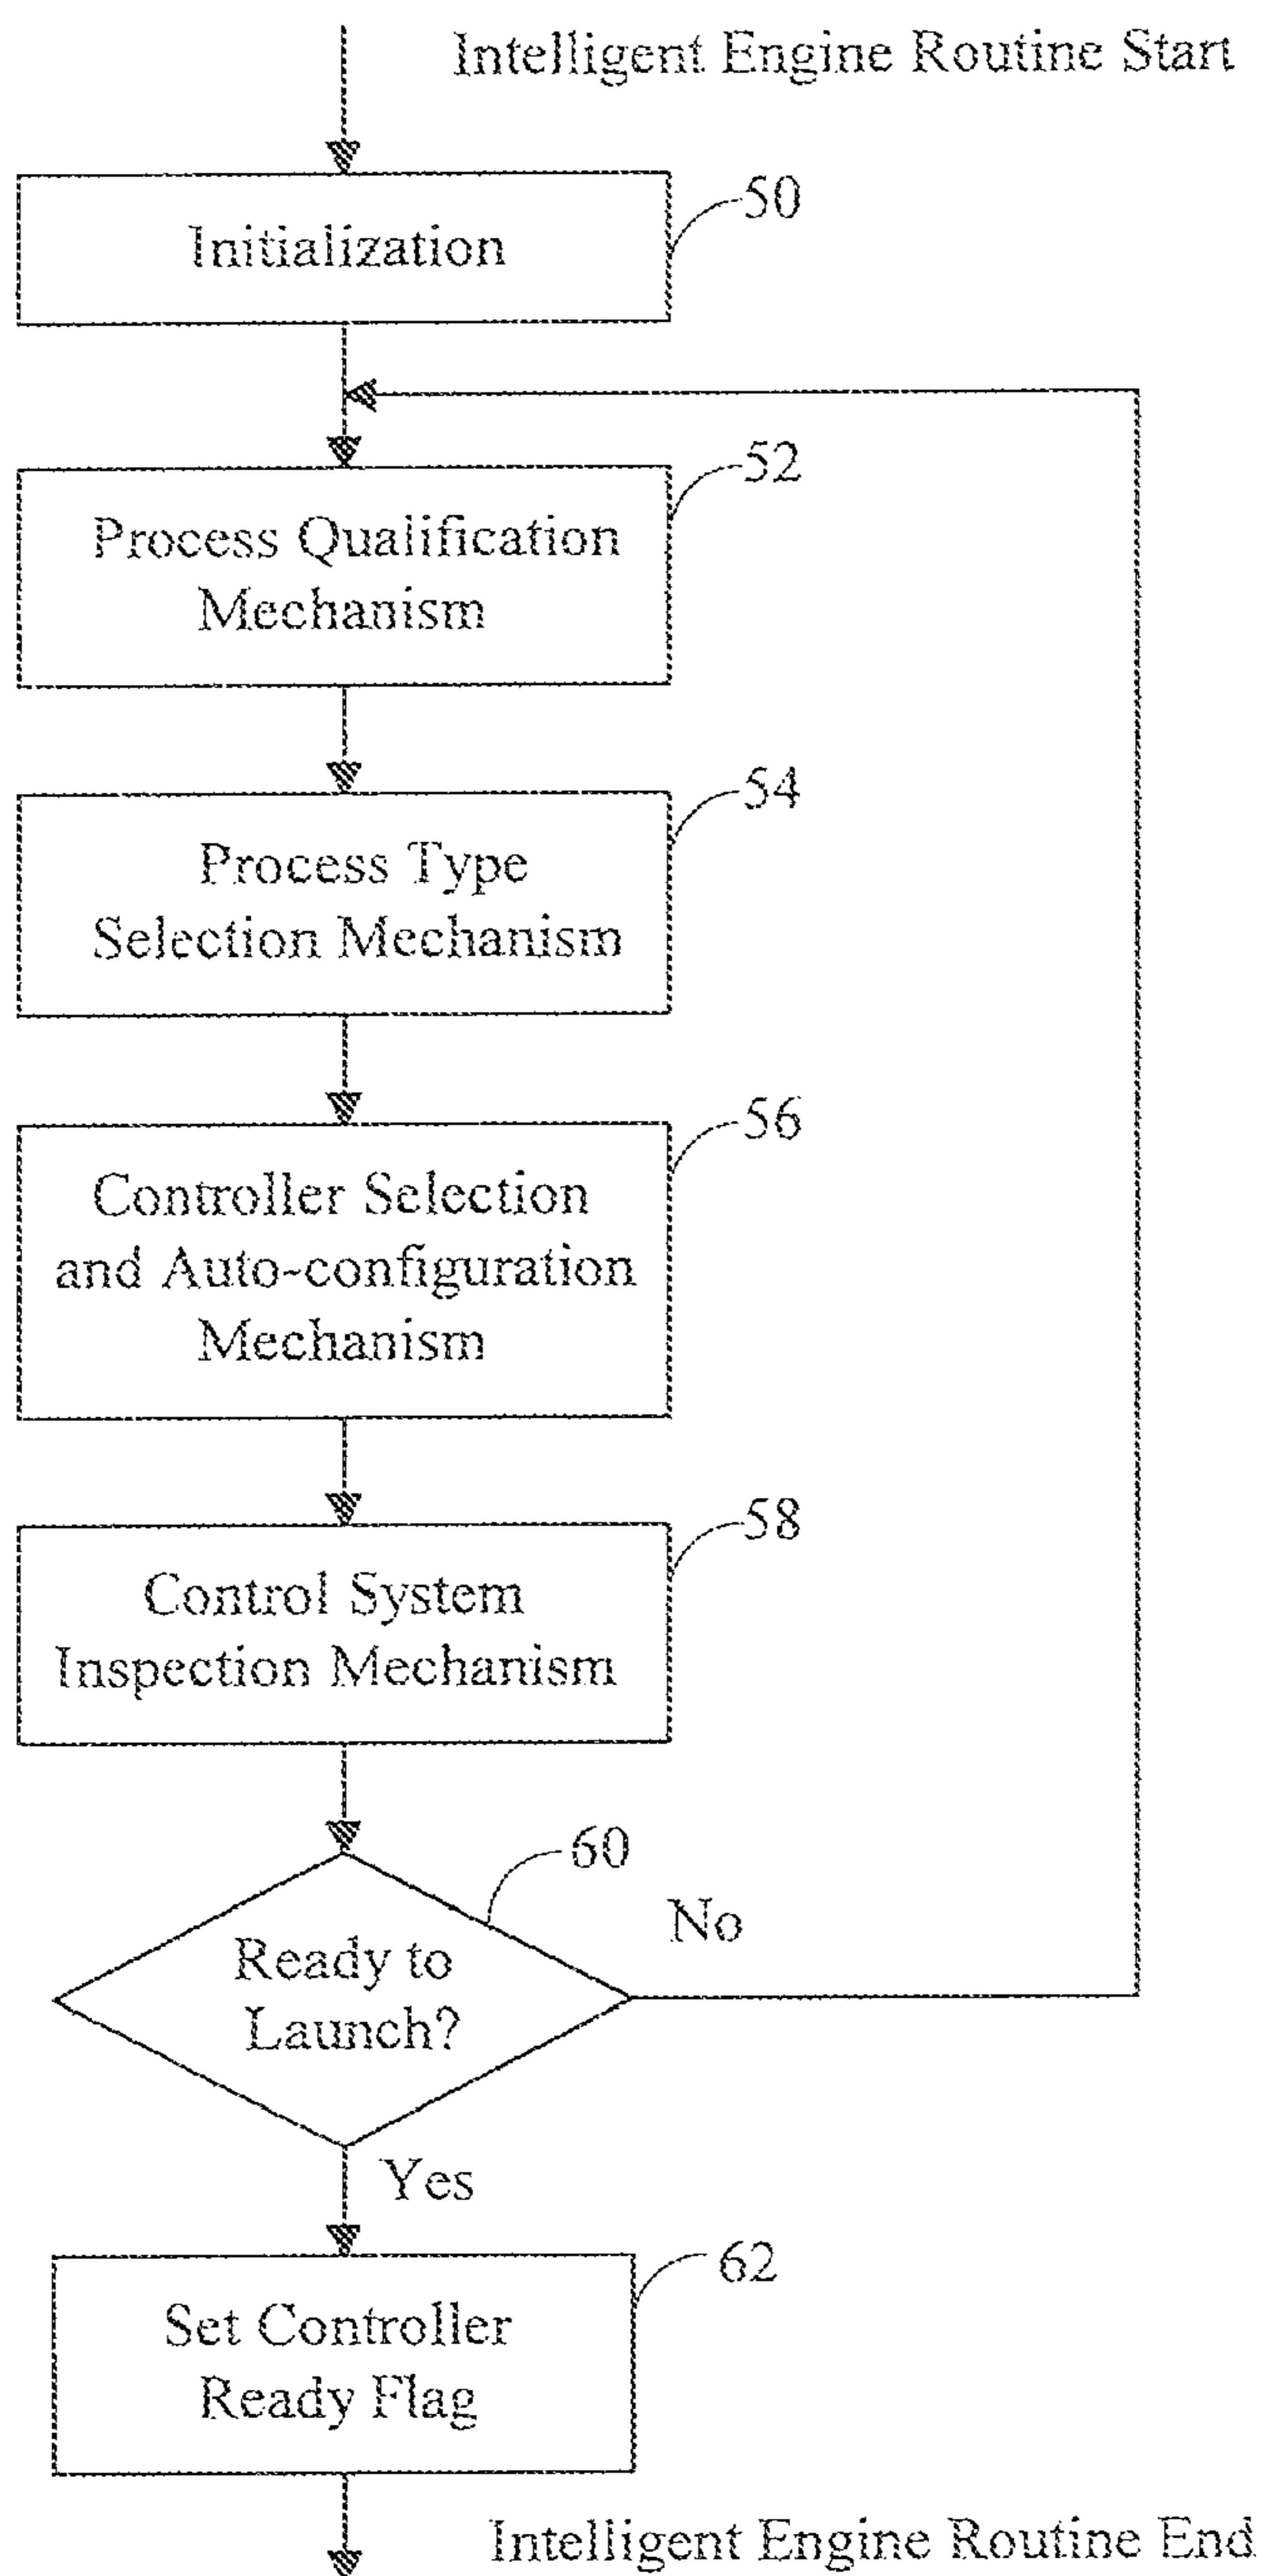 Intelligent Engine Routine Start
50
Initialization
52
Process Qualification
Mechanism
54
Process Type
Selection Mechanism
56
Controller Selection
and Auto-configuration
Mechanism
58
Control System
Inspection Mechanism
60
No
Ready to
Launch?
Yes
62
Set Controller
Ready Flag
Intelligent Engine Routine End